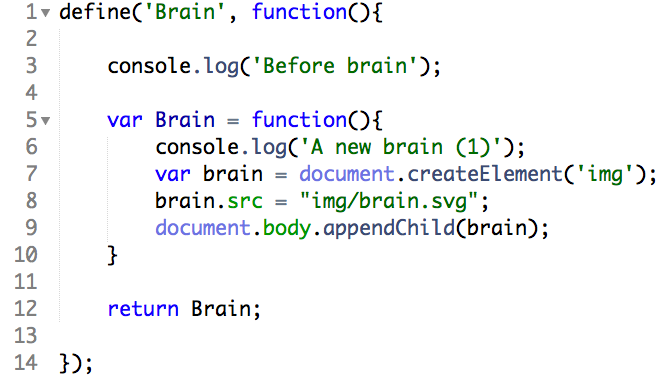 1 define('Brain', function(){
2
3     console.log('Before brain');
4
5     var Brain = function(){
6         console.log('A new brain (1)');
7         var brain = document.createElement('img');
8         brain.src = "img/brain.svg";
9         document.body.appendChild(brain);
10     }
11
12     return Brain;
13
14 });